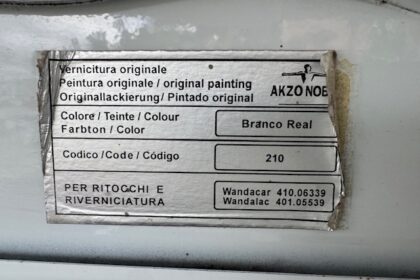 Vernicitura originale
Peintura originale / original painting
Originallackierung/ Pintado original
AKZO NOB
Colore / Teinte / Colour
Farbton / Color
Branco Real
Codico /Code / Código
210
PER RITOCCHI E
RIVERNICIATURA
Wandacar 410.06339
Wandalac 401.05539